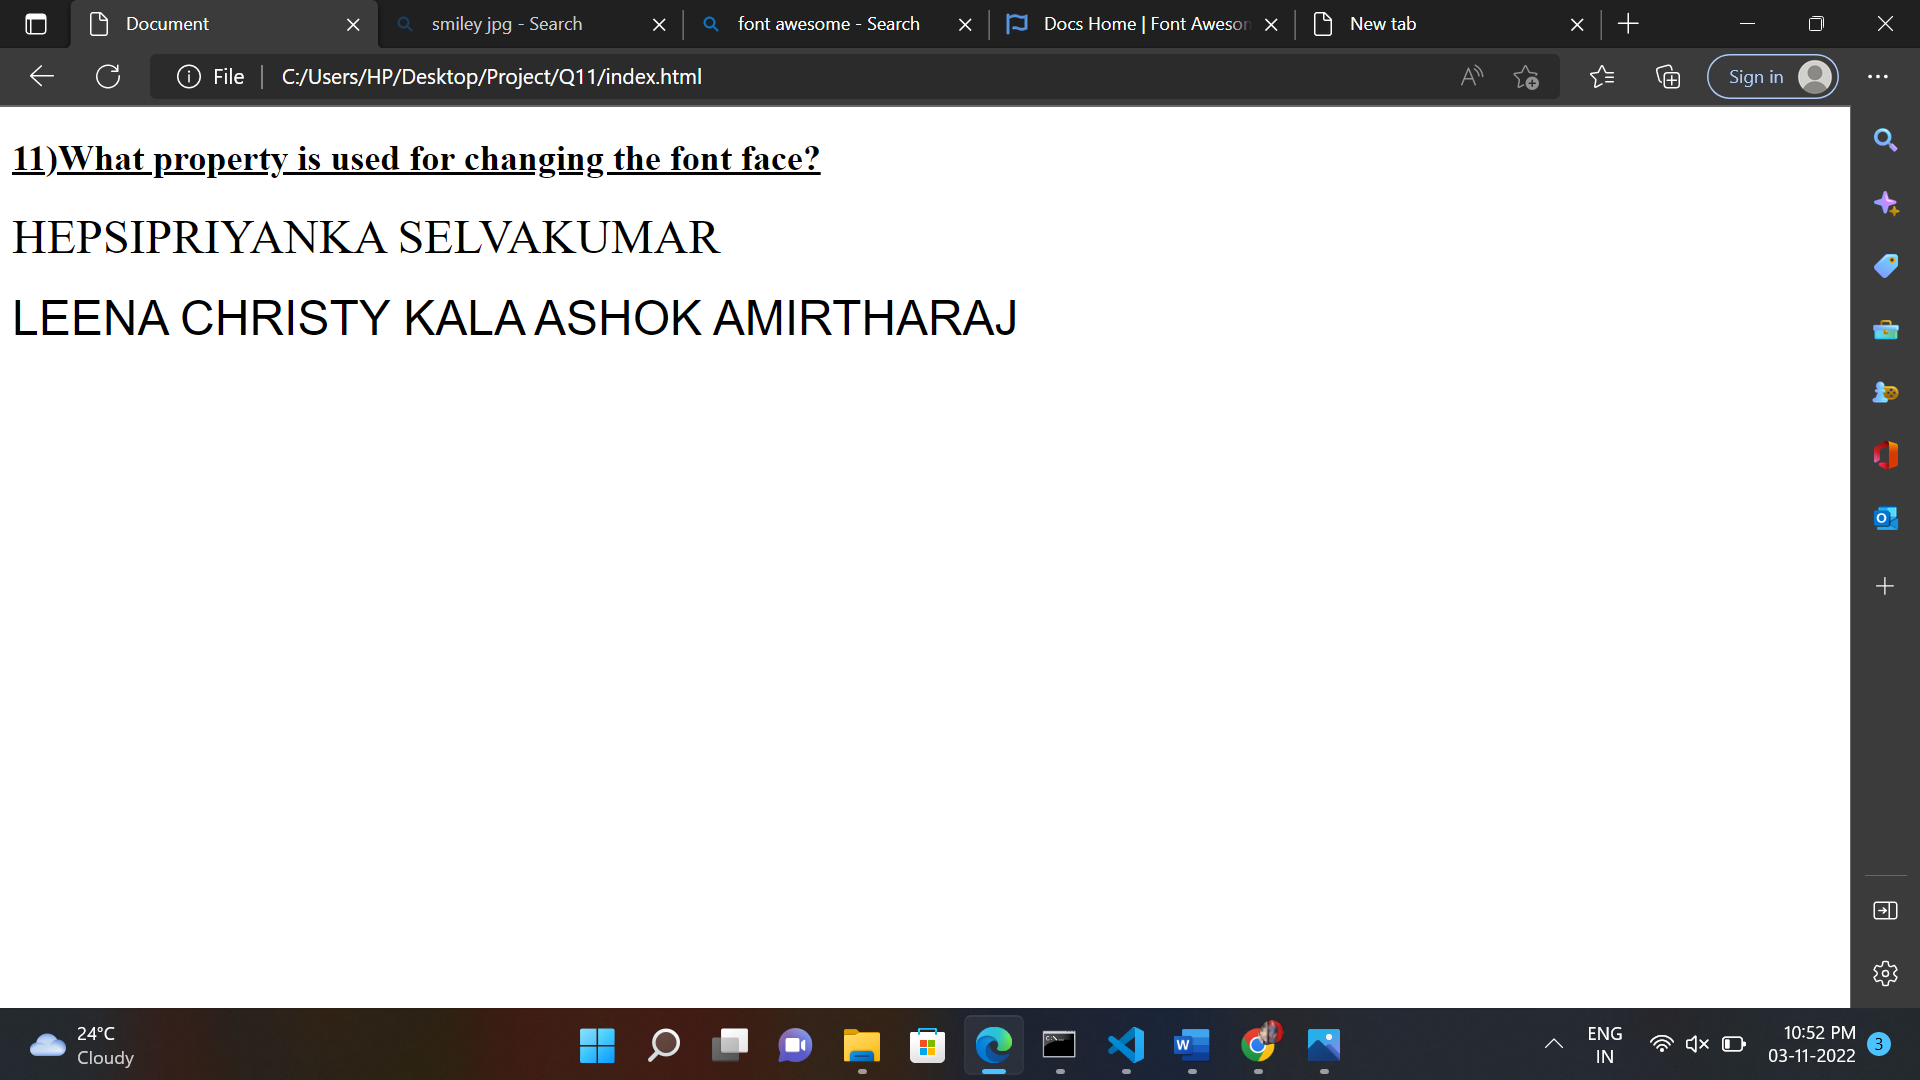 Document
smiley jpg - Search
font awesome - Search
Docs Home | Font Aweson
New tab
File
C:/Users/HP/Desktop/Project/Q11/index.html
Sign in
11)What property is used for changing the font face?
HEPSIPRIYANKA SELVAKUMAR
LEENA CHRISTY KALA ASHOK AMIRTHARAJ
24°C
Cloudy
ENG
IN
10:52 PM
03-11-2022
3